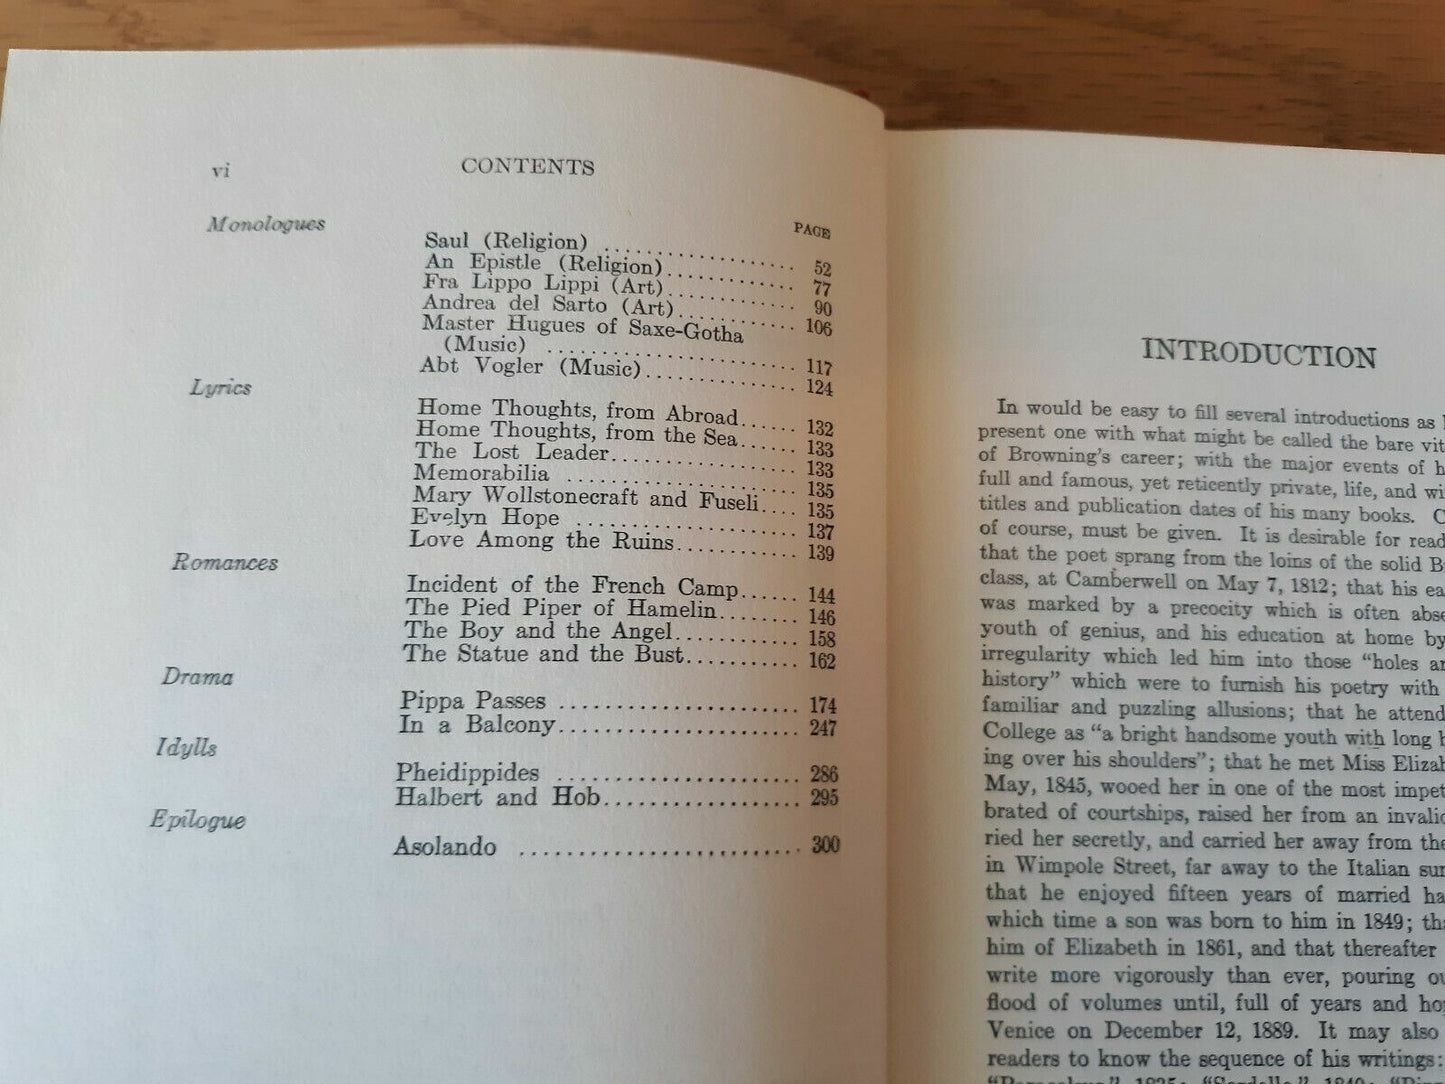 vi CONTENTS
Monologues PAGE
Saul (Religion) .................... 52
An Epistle (Religion)............. 77
Fra Lippo Lippi (Art)............. 90
Andrea del Sarto (Art)............ 106
Master Hugues of Saxe-Gotha
(Music) .................... 117
Abt Vogler (Music)............... 124
Lyrics
Home Thoughts, from Abroad...... 132
Home Thoughts, from the Sea..... 133
The Lost Leader................. 133
Memorabilia .................... 135
Mary Wollstonecraft and Fuseli.... 135
Evelyn Hope .................... 137
Love Among the Ruins............ 139
Romances
Incident of the French Camp...... 144
The Pied Piper of Hamelin........ 146
The Boy and the Angel........... 158
The Statue and the Bust.......... 162
Drama
Pippa Passes .................... 174
In a Balcony.................... 247
Idylls
Pheidippides .................... 286
Halbert and Hob................. 295
Epilogue
Asolando ........................ 300
INTRODUCTION
In would be easy to fill several introductions as
present one with what might be called the bare
of Browning's career; with the major events of
full and famous, yet reticently private, life, and
titles and publication dates of his many books.
of course, must be given. It is desirable for
that the poet sprang from the loins of the solid
class, at Camberwell on May 7, 1812; that his
was marked by a precocity which is often
youth of genius, and his education at home by
irregularity which led him into those "holes
history" which were to furnish his poetry with
familiar and puzzling allusions; that he
College as "a bright handsome youth with long
ing over his shoulders"; that he met Miss
May, 1845, wooed her in one of the most
brated of courtships, raised her from an
ried her secretly, and carried her away from
in Wimpole Street, far away to the Italian
that he enjoyed fifteen years of married
which time a son was born to him in 1849;
him of Elizabeth in 1861, and that thereafter
write more vigorously than ever, pouring
flood of volumes until, full of years and
Venice on December 12, 1889. It may also
readers to know the sequence of his writings: